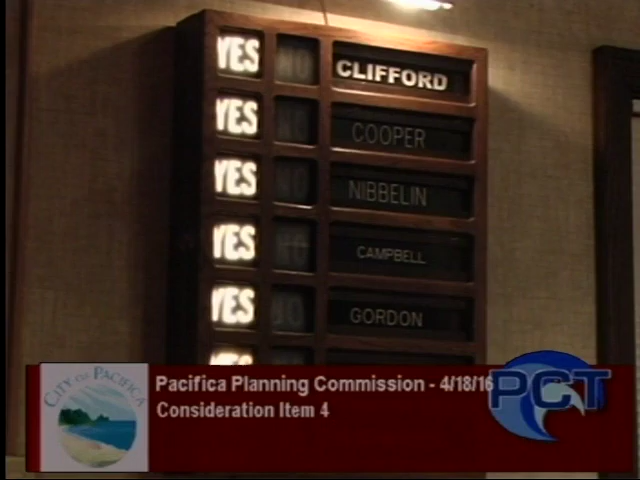 YES NO CLIFFORD
YES NO COOPER
YES NO NIBBELIN
YES NO CAMPBELL
YES NO GORDON
YES
CITY OF PACIFICA
Pacifica Planning Commission - 4/18/16
Consideration Item 4
PCT